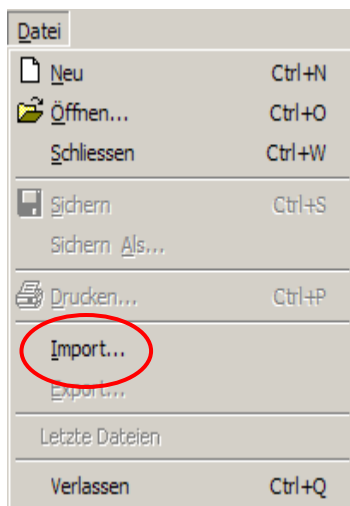 Datei
Neu Ctrl+N
Öffnen... Ctrl+O
Schliessen Ctrl+W
Sichern Ctrl+S
Sichern Als...
Drucken... Ctrl+P
Import...
Export...
Letzte Dateien
Verlassen Ctrl+Q